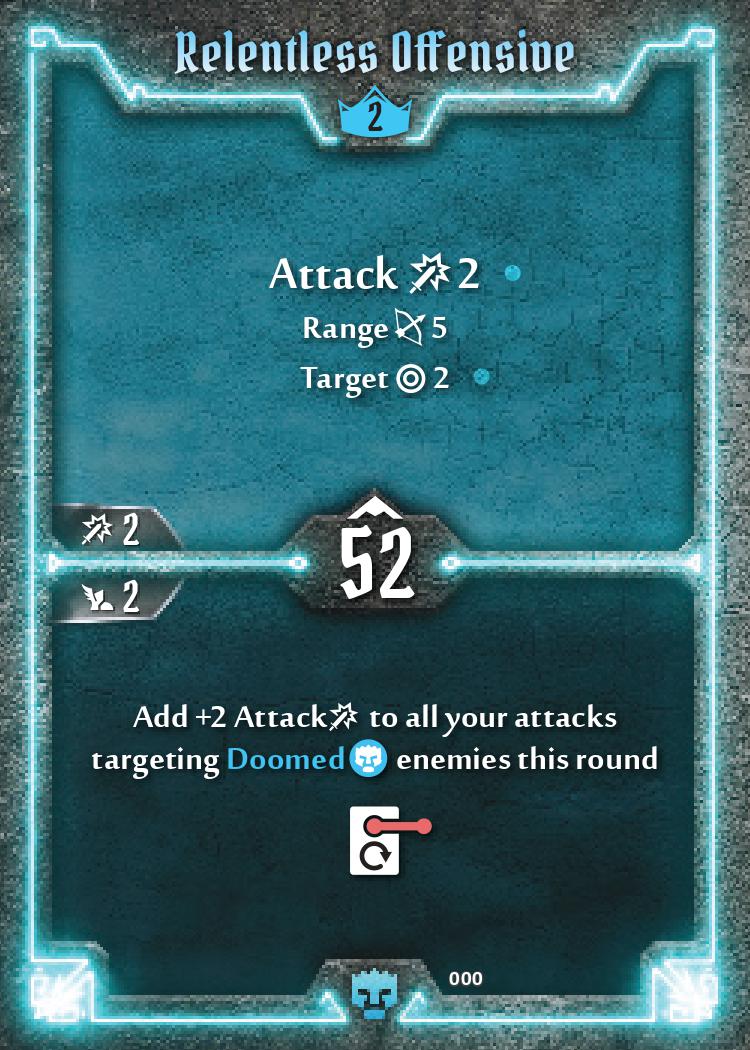 Relentless Offensive
2
Attack 2
Range 5
Target 2
2
52
2
Add +2 Attack to all your attacks
targeting Doomed enemies this round
000